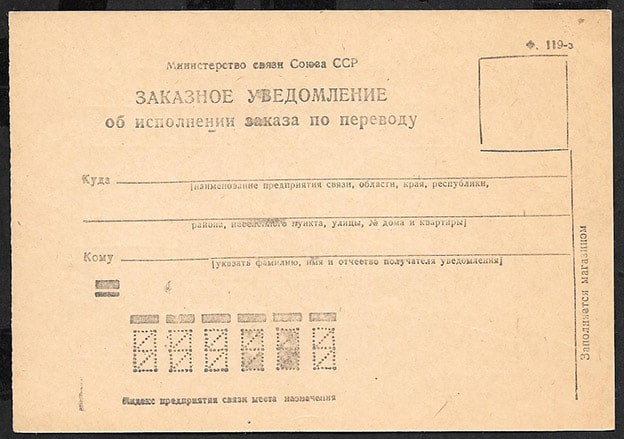 Ф. 119-з
Министерство связи Союза ССР
ЗАКАЗНОЕ УВЕДОМЛЕНИЕ
об исполнении заказа по переводу
Куда
[наименование предприятия связи, области, края, республики,
района, населенного пункта, улицы, № дома и квартиры]
Кому
[указать фамилию, имя и отчество получателя уведомления]
Индекс предприятия связи места назначения
Заполняется магазином